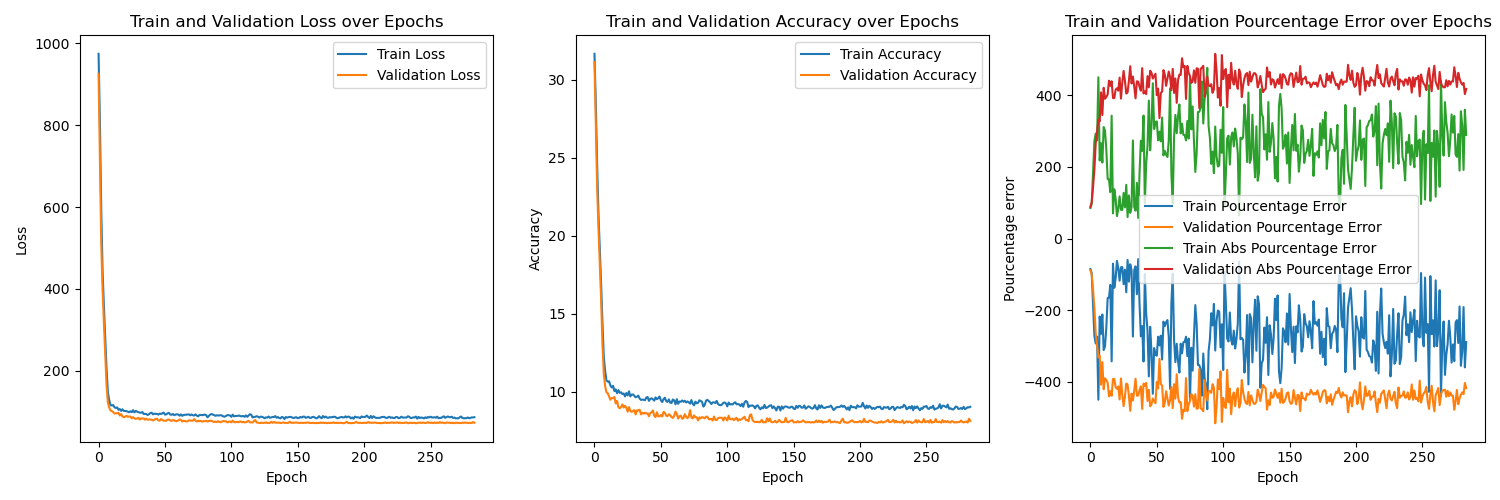 Train and Validation Loss over Epochs
Train Loss
Validation Loss
1000
800
600
400
200
Loss
0
50
100
150
200
250
Epoch
Train and Validation Accuracy over Epochs
Train Accuracy
Validation Accuracy
30
25
20
15
10
Accuracy
0
50
100
150
200
250
Epoch
Train and Validation Pourcentage Error over Epochs
400
200
0
−200
−400
Pourcentage error
Train Pourcentage Error
Validation Pourcentage Error
Train Abs Pourcentage Error
Validation Abs Pourcentage Error
0
50
100
150
200
250
Epoch